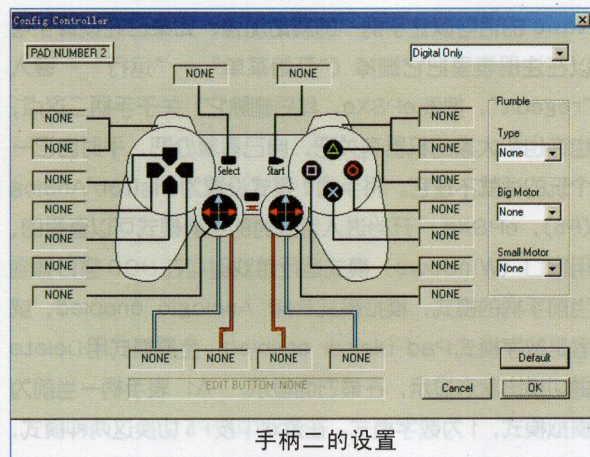 Config Controller
PAD NUMBER 2
Digital Only
NONE NONE
NONE NONE
NONE NONE
NONE NONE
NONE NONE
NONE NONE
NONE NONE
NONE NONE
NONE NONE
Select Start
Rumble
Type
None
Big Motor
None
Small Motor
None
NONE NONE NONE NONE
EDIT BUTTON NONE
Default
Cancel OK
手柄二的设置